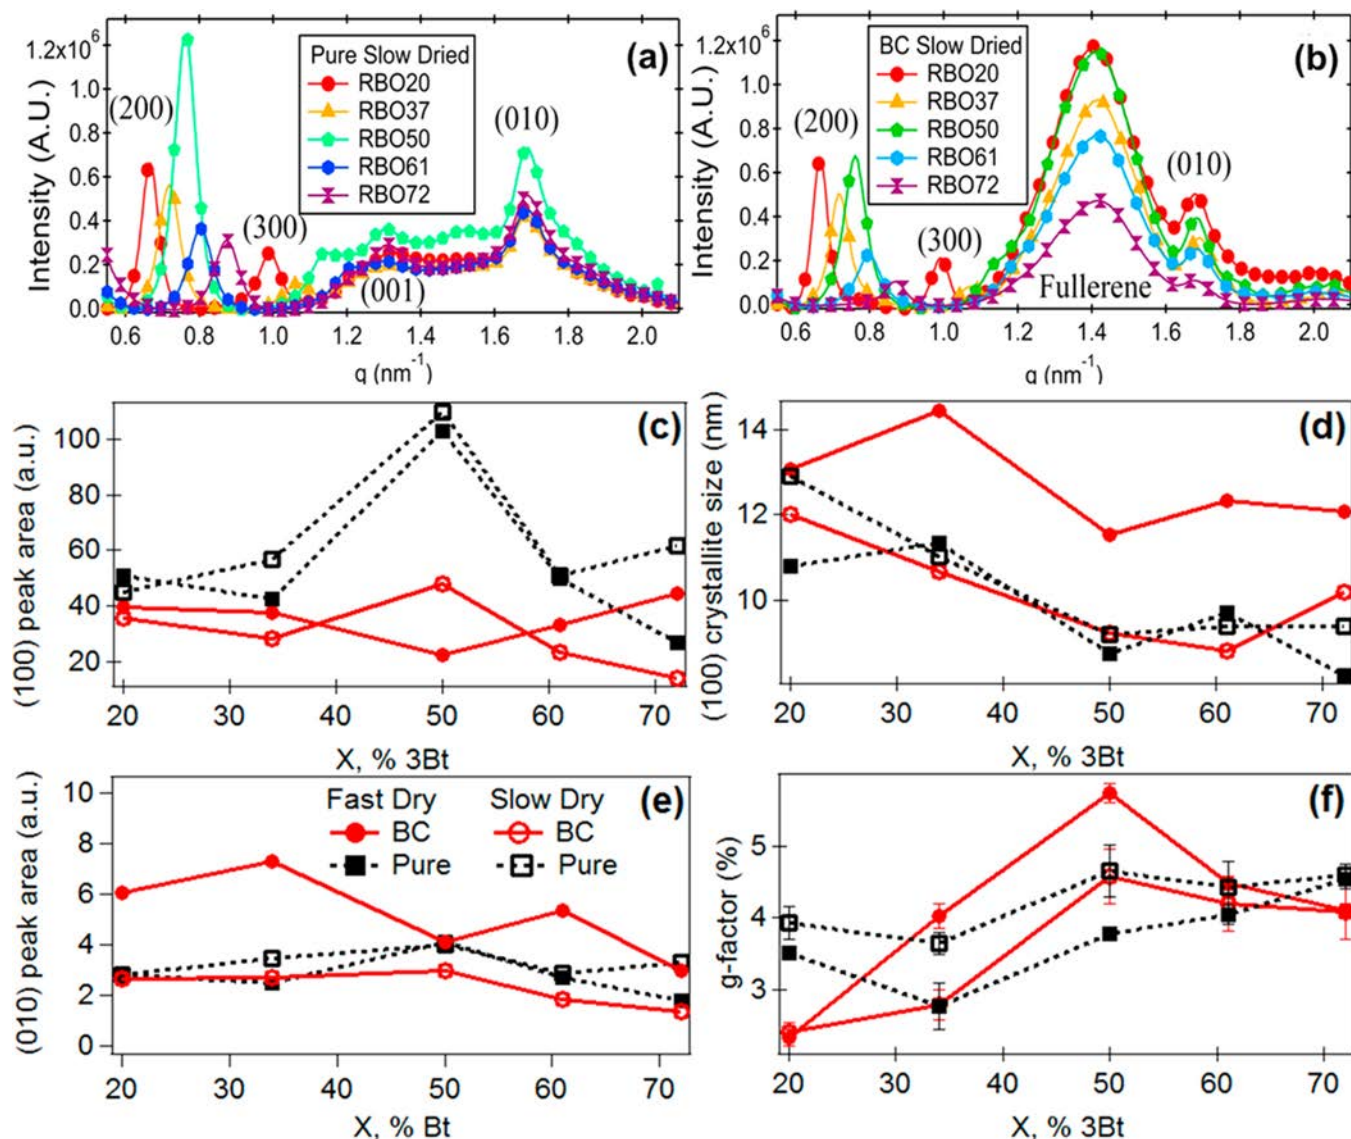 Intensity (A.U.)
1.2x10⁶
1.0
0.8
0.6
0.4
0.2
0.0
(a)
Pure Slow Dried
RBO20
RBO37
RBO50
RBO61
RBO72
(200)
(300)
(001)
(010)
0.6 0.8 1.0 1.2 1.4 1.6 1.8 2.0
q (nm⁻¹)
Intensity (A.U.)
1.2x10⁶
1.0
0.8
0.6
0.4
0.2
0.0
(b)
BC Slow Dried
RBO20
RBO37
RBO50
RBO61
RBO72
(200)
(300)
(010)
Fullerene
0.6 0.8 1.0 1.2 1.4 1.6 1.8 2.0
q (nm⁻¹)
(100) peak area (a.u.)
100
80
60
40
20
(c)
20 30 40 50 60 70
X, % 3Bt
(100) crystallite size (nm)
14
12
10
(d)
20 30 40 50 60 70
X, % 3Bt
(010) peak area (a.u.)
10
8
6
4
2
0
(e)
Fast Dry Slow Dry
BC BC
Pure Pure
20 30 40 50 60 70
X, % Bt
g-factor (%)
5
4
3
(f)
20 30 40 50 60 70
X, % 3Bt